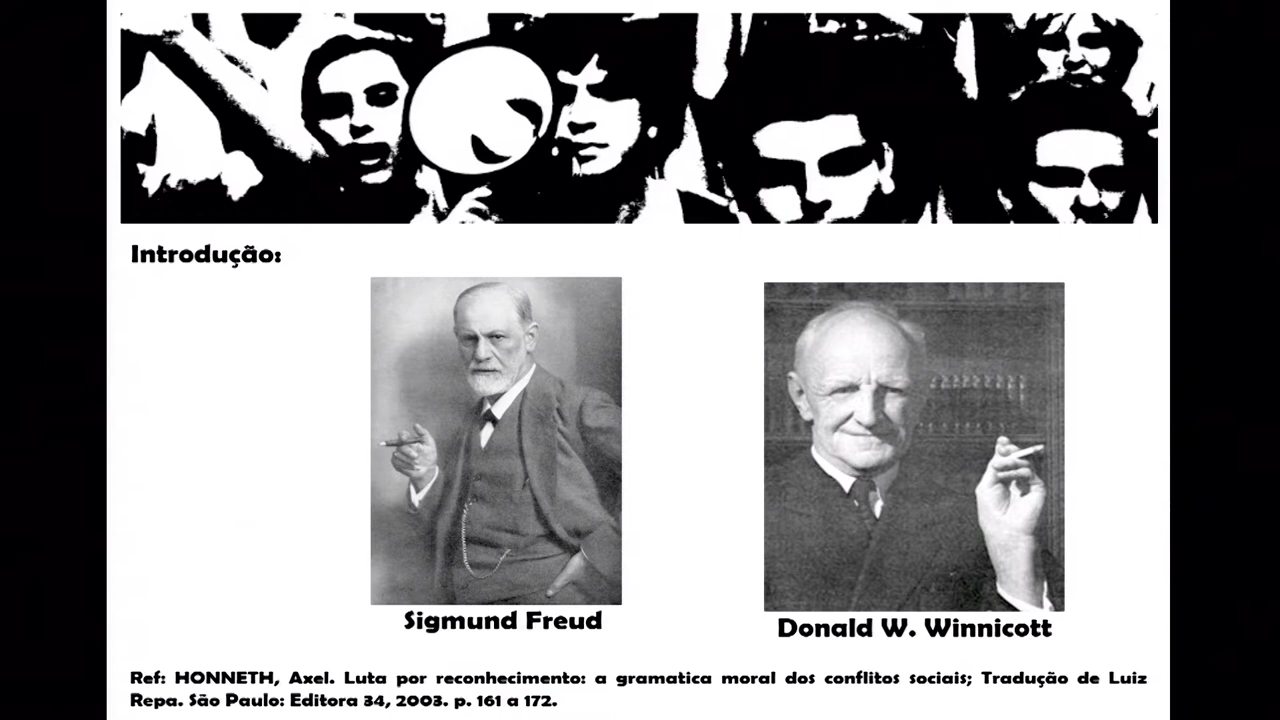 Introdução:
Sigmund Freud
Donald W. Winnicott
Ref: HONNETH, Axel. Luta por reconhecimento: a gramatica moral dos conflitos sociais; Tradução de Luiz
Repa. São Paulo: Editora 34, 2003. p. 161 a 172.